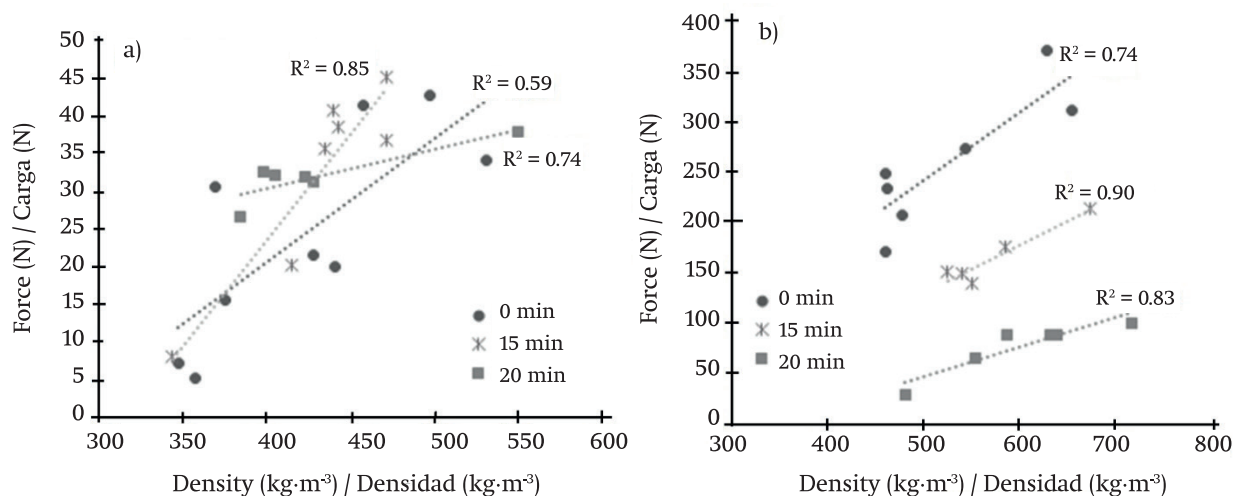 a)
50
45
40
35
30
25
20
15
10
5
0
300
350
400
450
500
550
600
R² = 0.85
R² = 0.59
R² = 0.74
0 min
15 min
20 min
Force (N) / Carga (N)
Density (kg·m⁻³) / Densidad (kg·m⁻³)
b)
400
350
300
250
200
150
100
50
0
300
400
500
600
700
800
R² = 0.74
R² = 0.90
R² = 0.83
0 min
15 min
20 min
Force (N) / Carga (N)
Density (kg·m⁻³) / Densidad (kg·m⁻³)